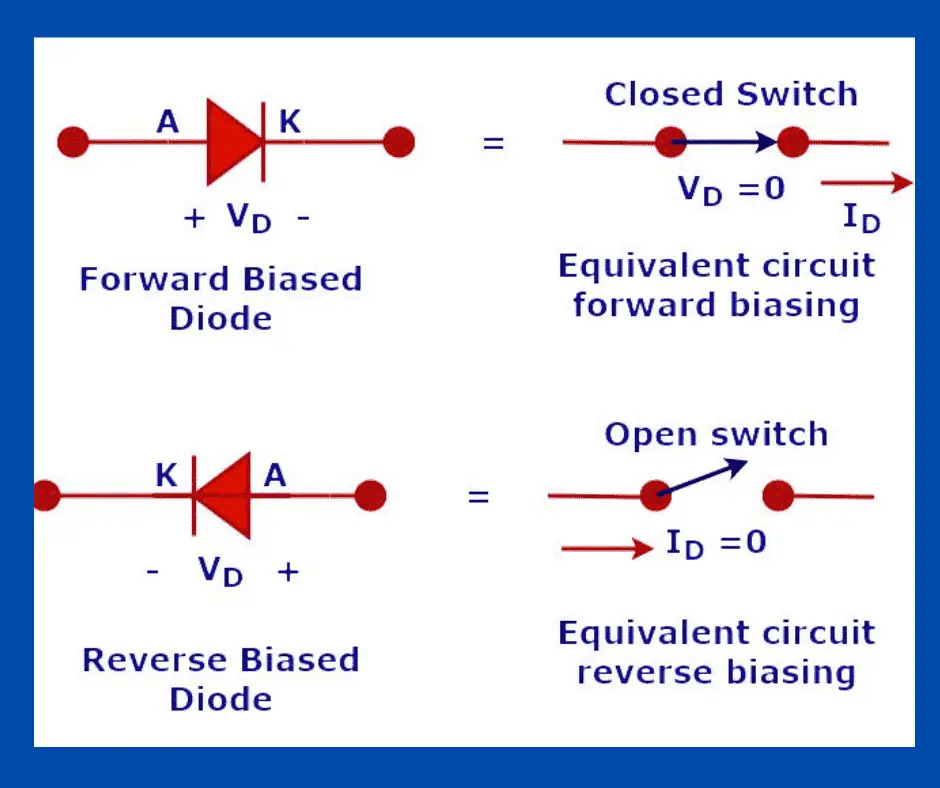 A K
+ VD -
Forward Biased
Diode
=
Closed Switch
VD =0
ID
Equivalent circuit
forward biasing
K A
- VD +
Reverse Biased
Diode
=
Open switch
ID =0
Equivalent circuit
reverse biasing